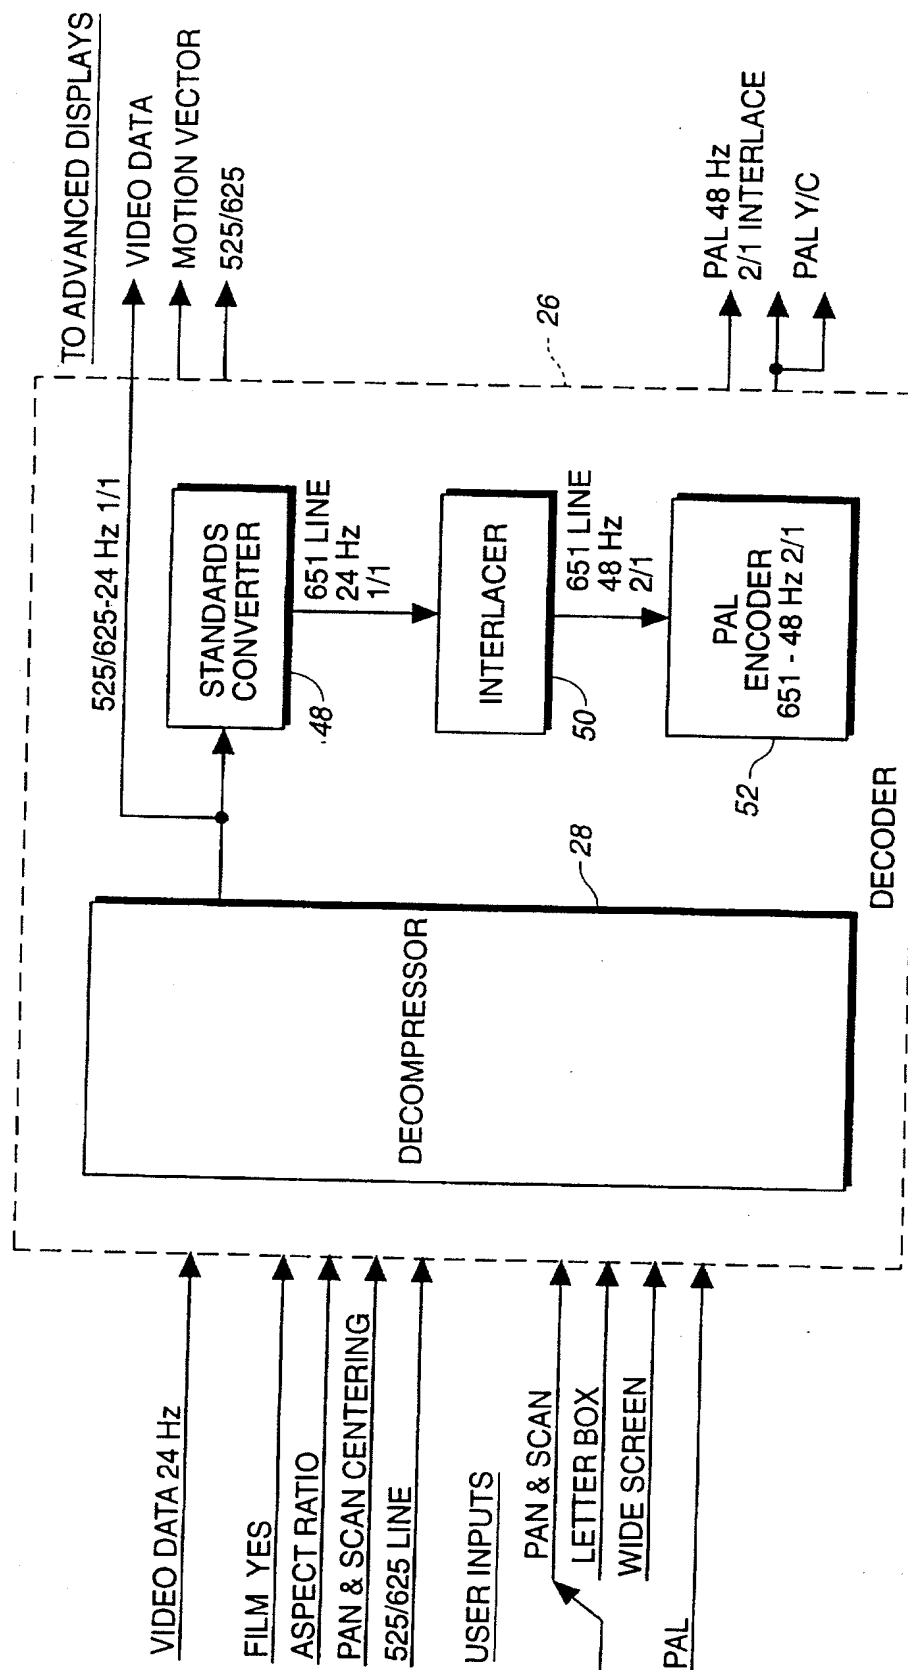 VIDEO DATA 24 Hz
FILM YES
ASPECT RATIO
PAN & SCAN CENTERING
525/625 LINE
USER INPUTS
PAN & SCAN
LETTER BOX
WIDE SCREEN
PAL
DECOMPRESSOR
28
525/625-24 Hz 1/1
STANDARDS
CONVERTER
48
651 LINE
24 Hz
1/1
INTERLACER
50
651 LINE
48 Hz
2/1
PAL
ENCODER
651 - 48 Hz 2/1
52
DECODER
26
TO ADVANCED DISPLAYS
VIDEO DATA
MOTION VECTOR
525/625
PAL 48 Hz
2/1 INTERLACE
PAL Y/C